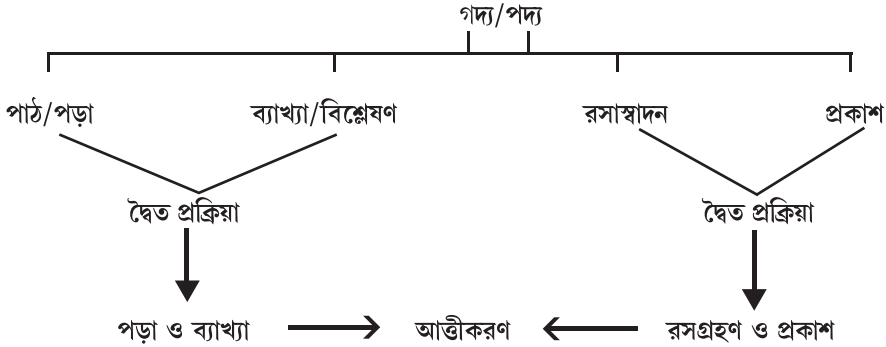 গদ্য/পদ্য
পাঠ/পড়া ব্যাখ্যা/বিশ্লেষণ রসাস্বাদন প্রকাশ
দ্বৈত প্রক্রিয়া দ্বৈত প্রক্রিয়া
পড়া ও ব্যাখ্যা আত্তীকরণ রসগ্রহণ ও প্রকাশ